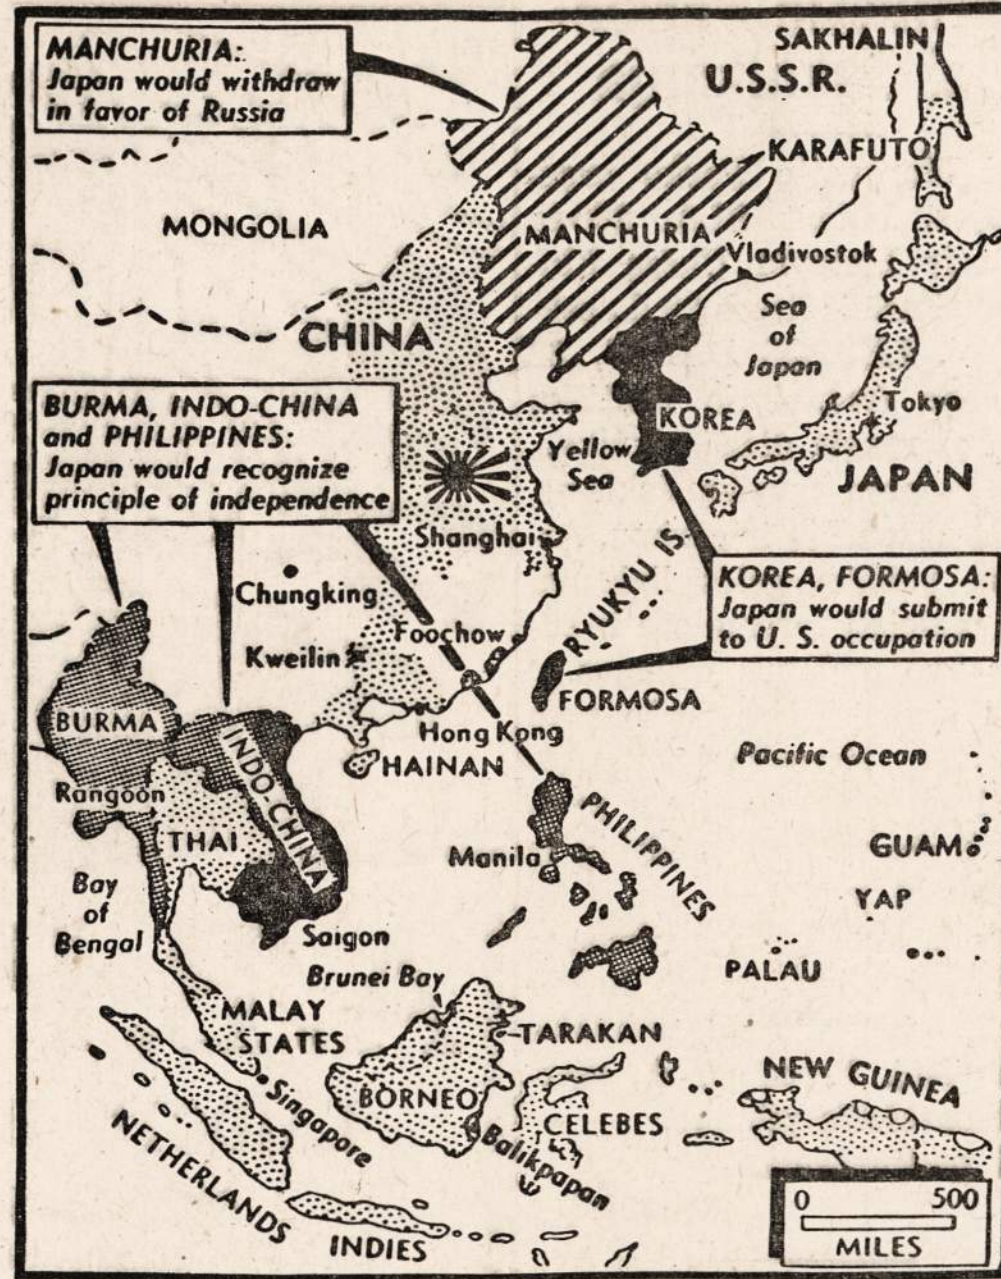 MANCHURIA:
Japan would withdraw
in favor of Russia
SAKHALIN
U.S.S.R.
KARAFUTO
MONGOLIA
MANCHURIA
Vladivostok
Sea
of
Japan
CHINA
BURMA, INDO-CHINA
and PHILIPPINES:
Japan would recognize
principle of independence
KOREA
Tokyo
Yellow
Sea
JAPAN
Shanghai
RYUKYU IS.
KOREA, FORMOSA:
Japan would submit
to U. S. occupation
Chungking
Foochow
Kweilin
FORMOSA
BURMA
INDO-CHINA
Hong Kong
HAINAN
Pacific Ocean
Rangoon
THAI
PHILIPPINES
Manila
GUAM
YAP
Bay
of
Bengal
Saigon
PALAU
Brunei Bay
MALAY
STATES
TARAKAN
NEW GUINEA
Singapore
BORNEO
CELEBES
Balikpapan
NETHERLANDS
INDIES
0 500
MILES